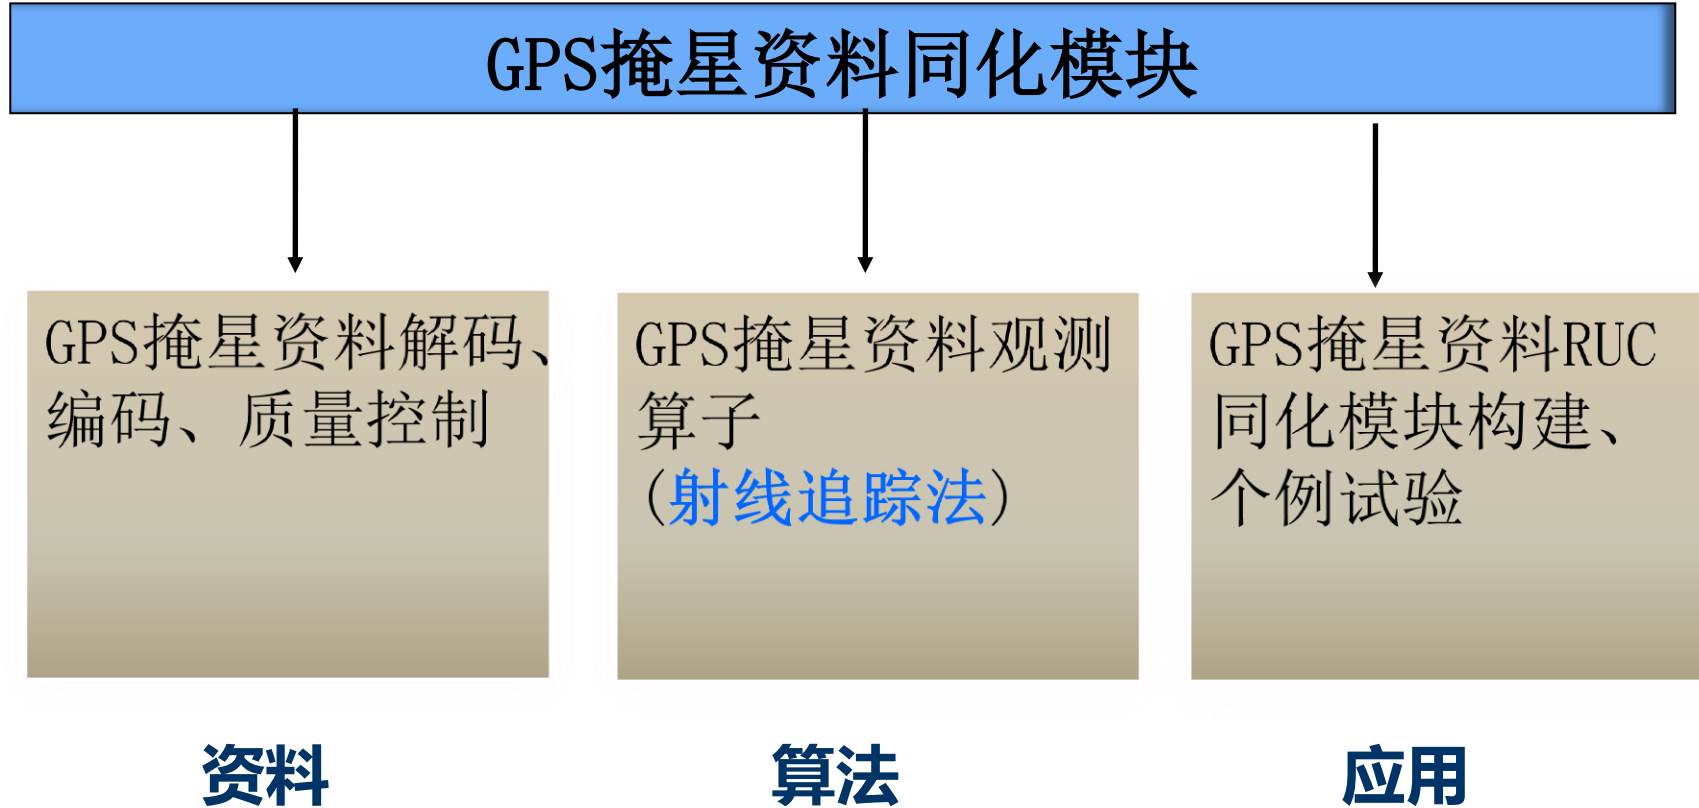 GPS掩星资料同化模块
GPS掩星资料解码、
编码、质量控制
GPS掩星资料观测
算子
(射线追踪法)
GPS掩星资料RUC
同化模块构建、
个例试验
资料
算法
应用